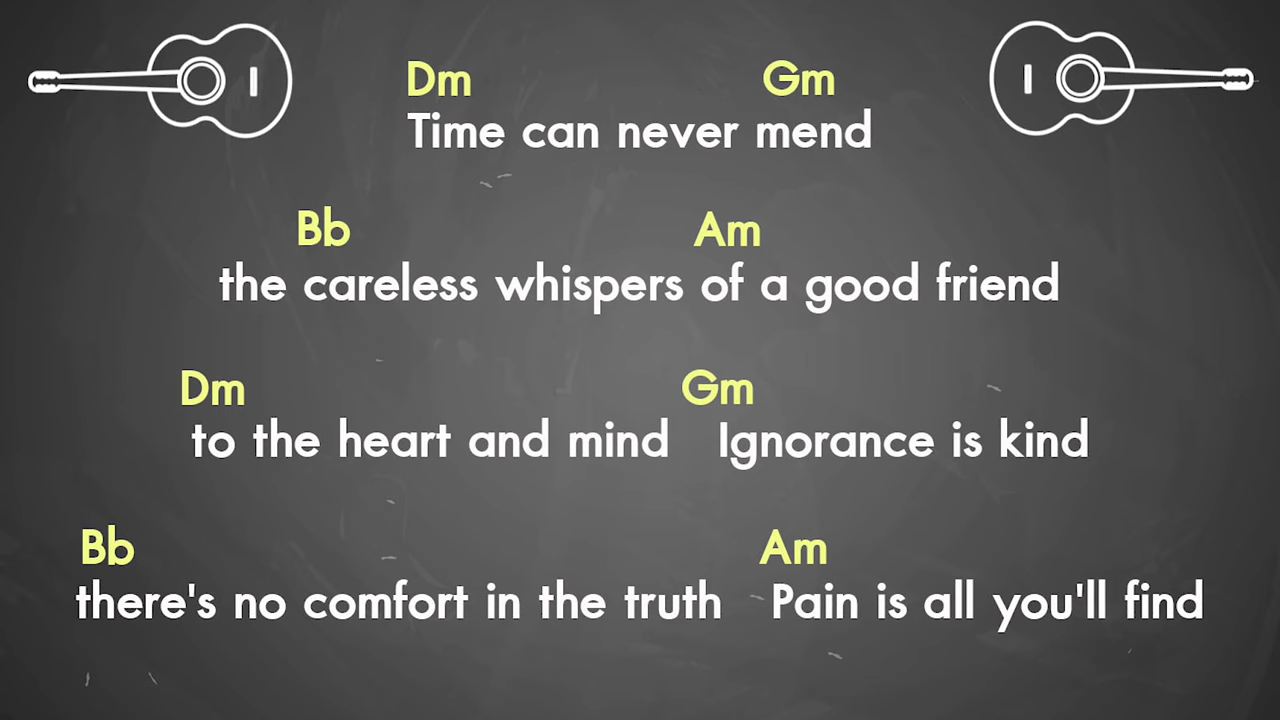 Dm Gm
Time can never mend
Bb Am
the careless whispers of a good friend
Dm Gm
to the heart and mind Ignorance is kind
Bb Am
there's no comfort in the truth Pain is all you'll find